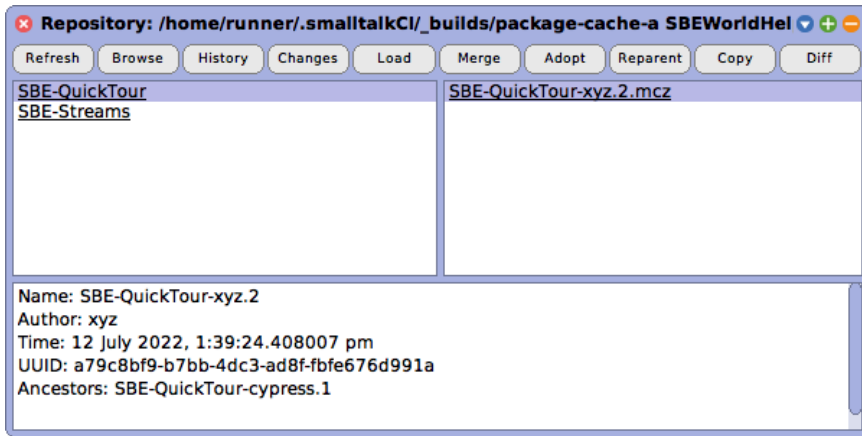 Repository: /home/runner/.smalltalkCI/_builds/package-cache-a SBEWorldHel
Refresh Browse History Changes Load Merge Adopt Reparent Copy Diff
SBE-QuickTour
SBE-Streams
SBE-QuickTour-xyz.2.mcz
Name: SBE-QuickTour-xyz.2
Author: xyz
Time: 12 July 2022, 1:39:24.408007 pm
UUID: a79c8bf9-b7bb-4dc3-ad8f-fbfe676d991a
Ancestors: SBE-QuickTour-cypress.1